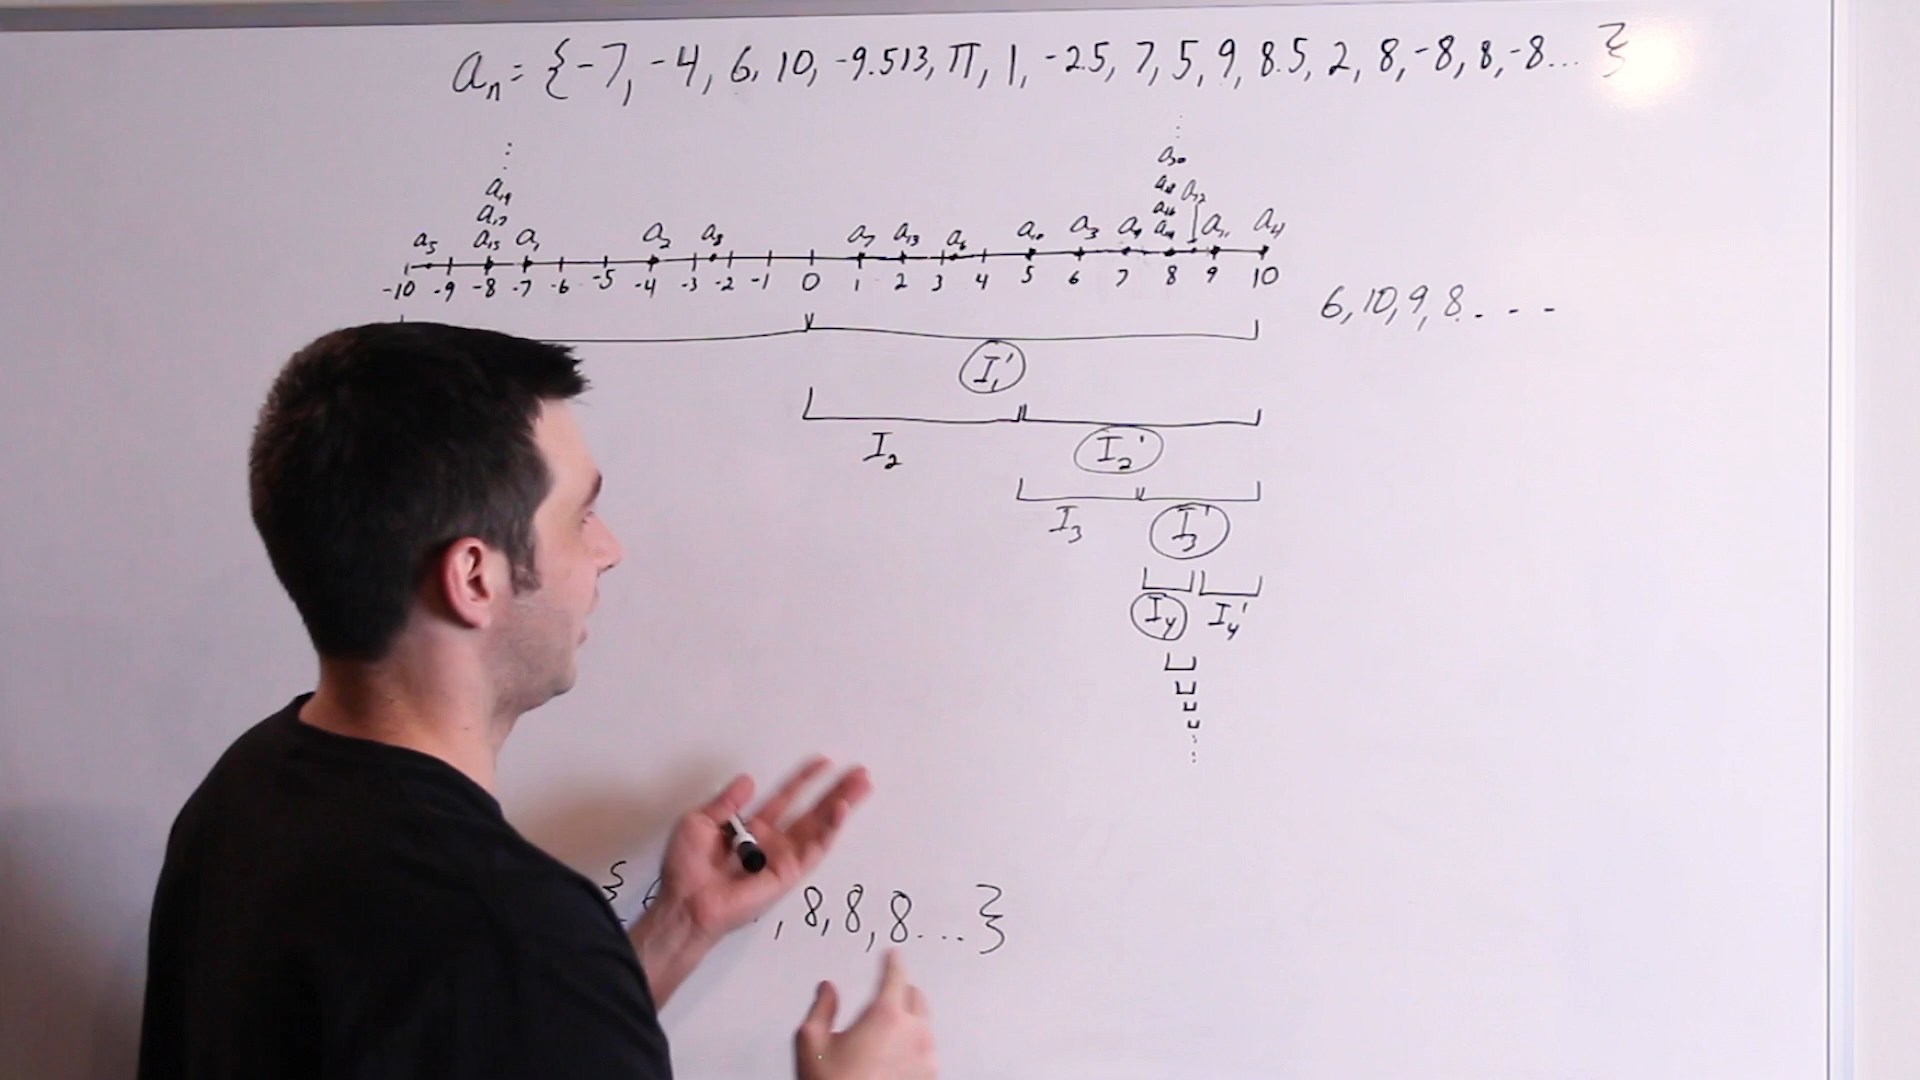 aₙ = {-7, -4, 6, 10, -9.513, π, 1, -2.5, 7, 5, 9, 8.5, 2, 8, -8, 8, -8... }
a₁₉ a₁₇ a₁₅
a₂₀ a₁₈ a₁₆ a₁₄ a₁₂
a₅ a₁ a₂ a₈ a₇ a₁₃ a₆ a₁₀ a₃ a₉ a₁₁ a₄
-10 -9 -8 -7 -6 -5 -4 -3 -2 -1 0 1 2 3 4 5 6 7 8 9 10
6, 10, 9, 8. - - -
I₁'
I₂ I₂'
I₃ I₃'
I₄ I₄'
{ , 8, 8, 8... }